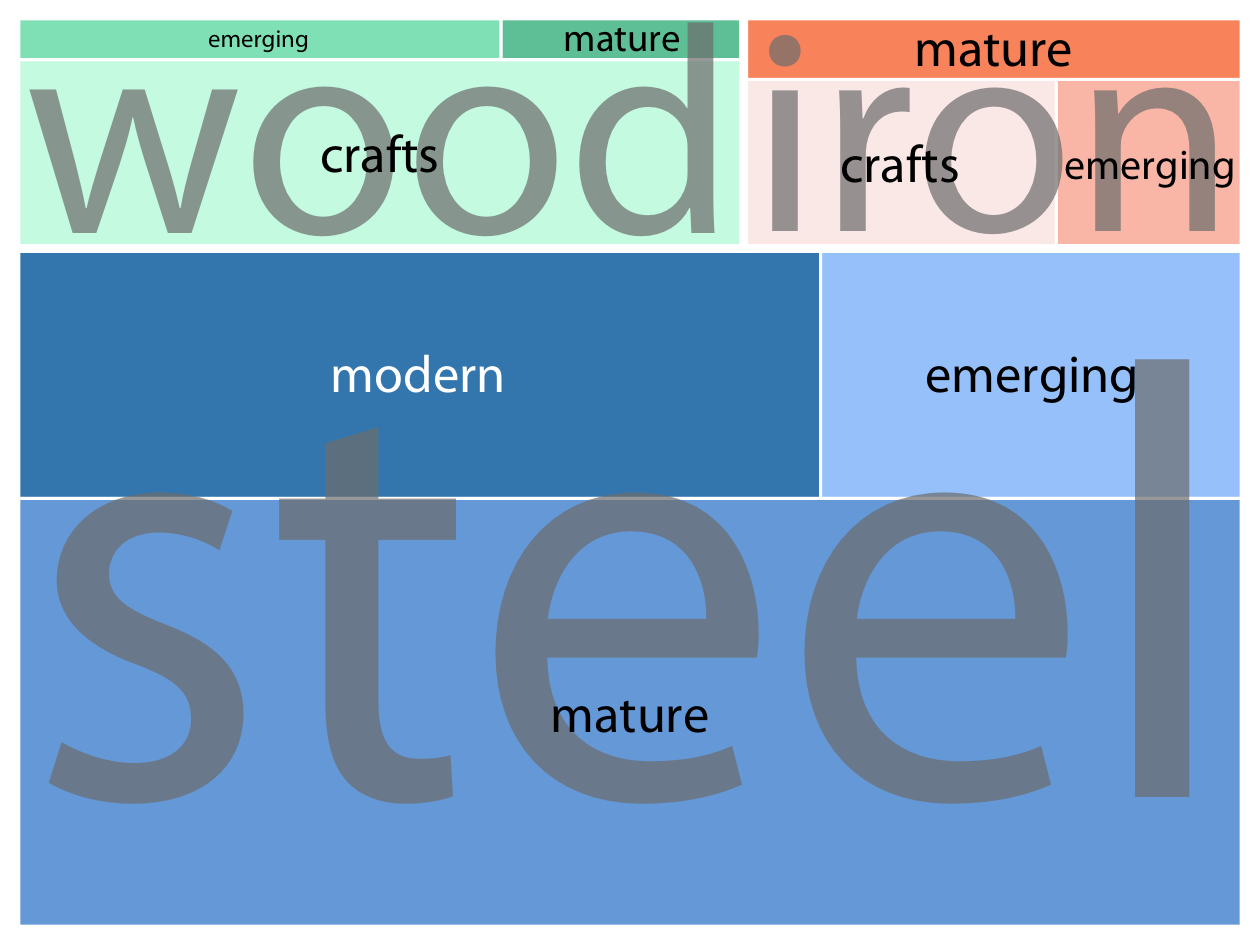 emerging
mature
wood
crafts
mature
iron
crafts
emerging
modern
emerging
steel
mature